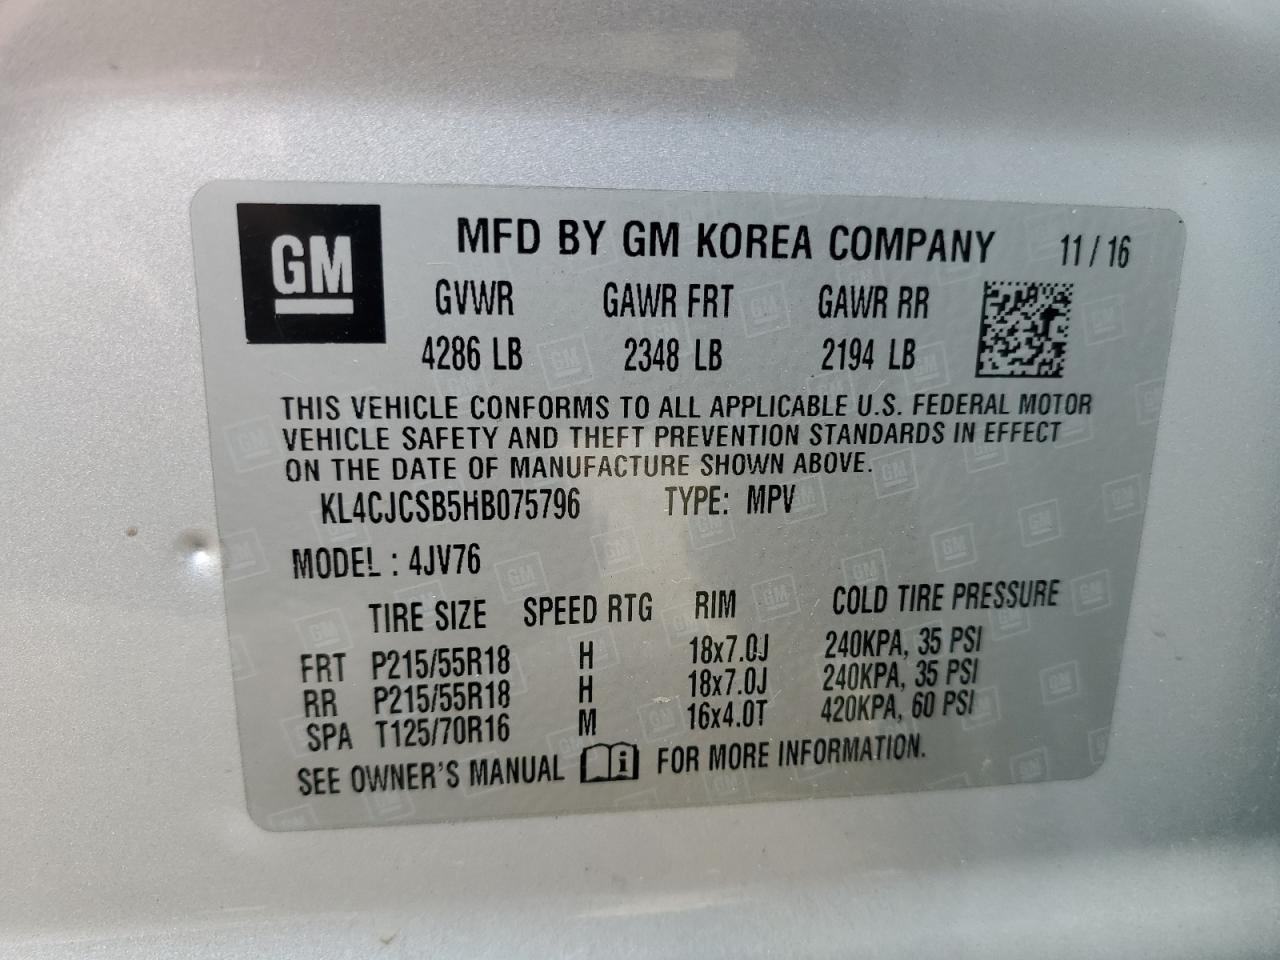 GM
MFD BY GM KOREA COMPANY 11/16
GVWR GAWR FRT GAWR RR
4286 LB 2348 LB 2194 LB
THIS VEHICLE CONFORMS TO ALL APPLICABLE U.S. FEDERAL MOTOR
VEHICLE SAFETY AND THEFT PREVENTION STANDARDS IN EFFECT
ON THE DATE OF MANUFACTURE SHOWN ABOVE.
KL4CJCSB5HB075796 TYPE: MPV
MODEL : 4JV76
TIRE SIZE SPEED RTG RIM COLD TIRE PRESSURE
FRT P215/55R18 H 18x7.0J 240KPA, 35 PSI
RR P215/55R18 H 18x7.0J 240KPA, 35 PSI
SPA T125/70R16 M 16x4.0T 420KPA, 60 PSI
SEE OWNER'S MANUAL i FOR MORE INFORMATION.